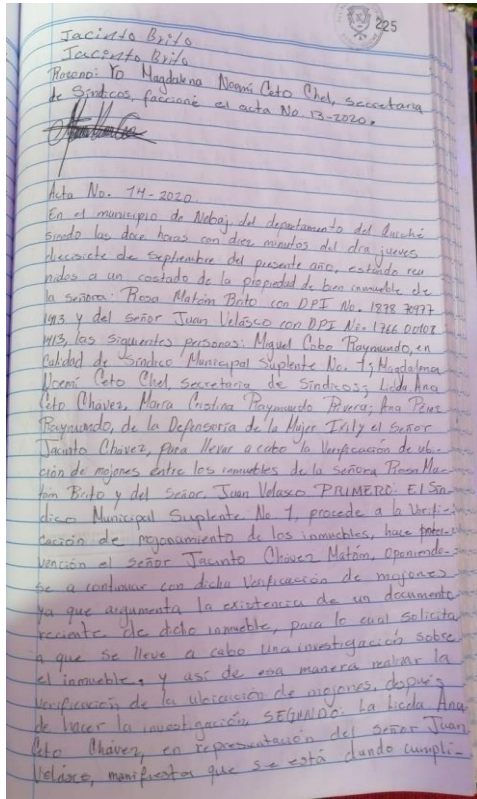 225
Jacinto Brito
Jacinto Brito
Rosenoi: Yo Magdalena Noemí Ceto Chel, secretaria
de Síndicos, faccioné el acta No. 13-2020.
Acta No. 14-2020.
En el municipio de Nebaj del departamento del Quiché
siendo las doce horas con diez minutos del día jueves
diecisiete de Septiembre del presente año, estando reu
nidos a un costado de la propiedad de bien inmueble de
la señora: Rosa Matóm Brito con DPI No. 1878 70977
1413 y del señor Juan Velásco con DPI No. 1766 00108
1413, las siguientes personas: Miguel Cobo Raymundo, en
Calidad de Síndico Municipal Suplente No. 1; Magdalena
Noemí Ceto Chel, secretaria de Síndicos; Licda Ana
Ceto Chávez, María Cristina Raymundo Rivera; Ana Pérez
Raymundo, de la Defensoría de la Mujer Ixil y el señor
Jacinto Chavez, para llevar a cabo la Verificación de ubi-
ción de mojones entre los inmuebles de la señora Rosa Ma-
tóm Brito y del señor Juan Velasco PRIMERO: El Sín-
dico Municipal Suplente No. 1, procede a la Verifi-
cación de mojonamiento de los inmuebles, hace inter-
vención el señor Jacinto Chávez Matóm, oponiendo-
se a continuar con dicha Verificación de mojones
ya que argumenta la existencia de un documento
reciente de dicho inmueble, para lo cual solicita
a que se lleve a cabo una investigación sobre
el inmueble, y así de esa manera realizar la
verificación de la ubicación de mojones, después
de hacer la investigación, SEGUNDO: La licda Ana
Ceto Chávez, en representación del señor Juan
Velásco, manifiesta que se está dando cumpli-